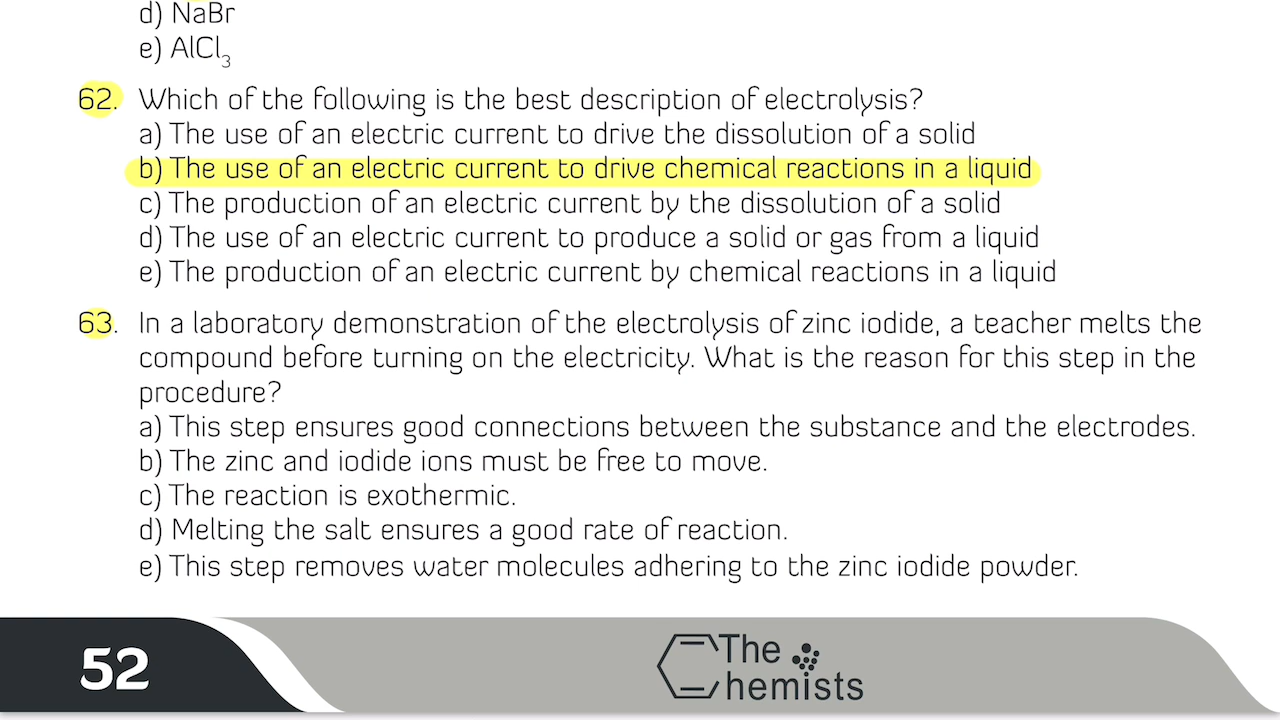 d) NaBr
e) AlCl₃
62. Which of the following is the best description of electrolysis?
a) The use of an electric current to drive the dissolution of a solid
b) The use of an electric current to drive chemical reactions in a liquid
c) The production of an electric current by the dissolution of a solid
d) The use of an electric current to produce a solid or gas from a liquid
e) The production of an electric current by chemical reactions in a liquid
63. In a laboratory demonstration of the electrolysis of zinc iodide, a teacher melts the
compound before turning on the electricity. What is the reason for this step in the
procedure?
a) This step ensures good connections between the substance and the electrodes.
b) The zinc and iodide ions must be free to move.
c) The reaction is exothermic.
d) Melting the salt ensures a good rate of reaction.
e) This step removes water molecules adhering to the zinc iodide powder.
52
The
Chemists